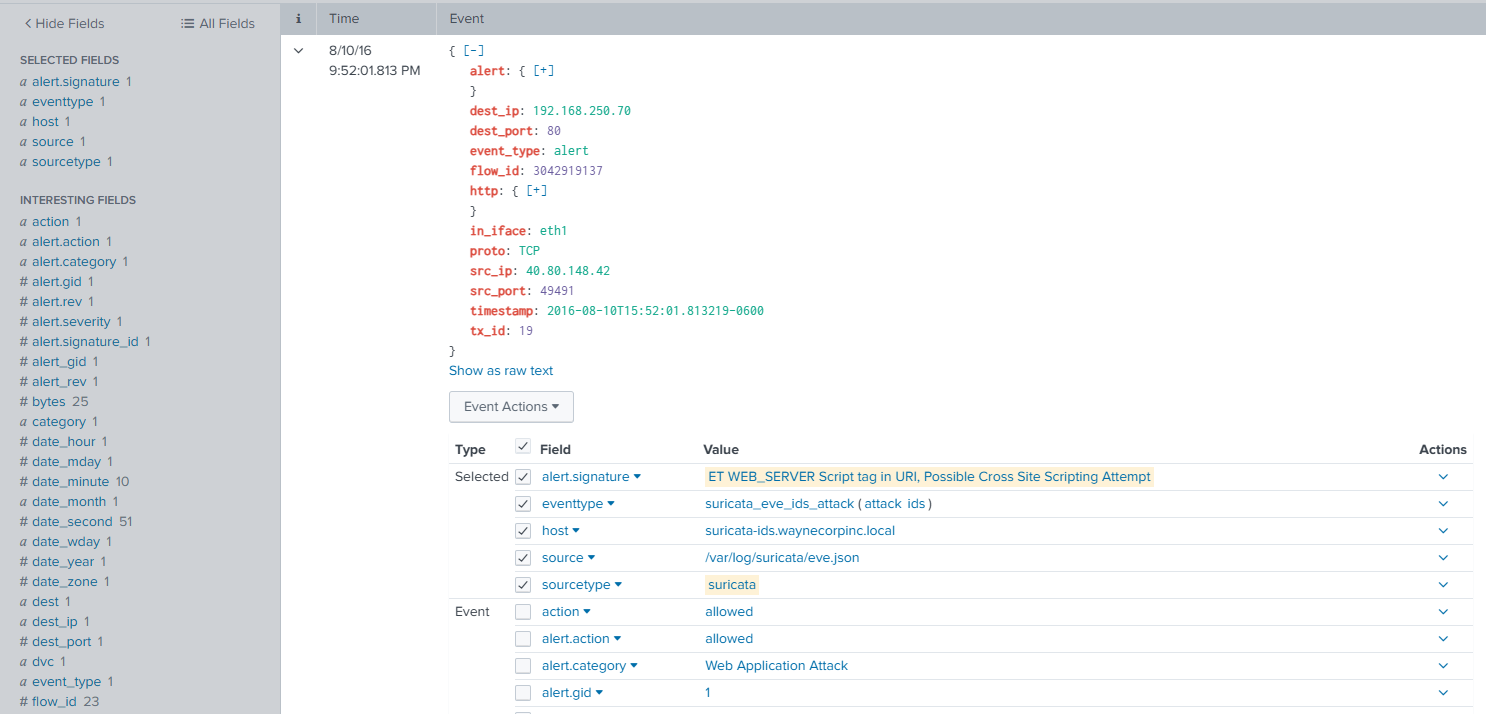 Hide Fields
All Fields
SELECTED FIELDS
a alert.signature 1
a eventtype 1
a host 1
a source 1
a sourcetype 1
INTERESTING FIELDS
a action 1
a alert.action 1
a alert.category 1
# alert.gid 1
# alert.rev 1
# alert.severity 1
# alert.signature_id 1
# alert_gid 1
# alert_rev 1
# bytes 25
a category 1
# date_hour 1
# date_mday 1
# date_minute 10
a date_month 1
# date_second 51
a date_wday 1
# date_year 1
# date_zone 1
a dest 1
a dest_ip 1
# dest_port 1
a dvc 1
a event_type 1
# flow_id 23
i Time Event
8/10/16
9:52:01.813 PM
{ [-]
alert: { [+]
}
dest_ip: 192.168.250.70
dest_port: 80
event_type: alert
flow_id: 3042919137
http: { [+]
}
in_iface: eth1
proto: TCP
src_ip: 40.80.148.42
src_port: 49491
timestamp: 2016-08-10T15:52:01.813219-0600
tx_id: 19
}
Show as raw text
Event Actions
Type Field Value Actions
Selected alert.signature ET WEB_SERVER Script tag in URI, Possible Cross Site Scripting Attempt
eventtype suricata_eve_ids_attack ( attack ids )
host suricata-ids.waynecorpinc.local
source /var/log/suricata/eve.json
sourcetype suricata
Event action allowed
alert.action allowed
alert.category Web Application Attack
alert.gid 1